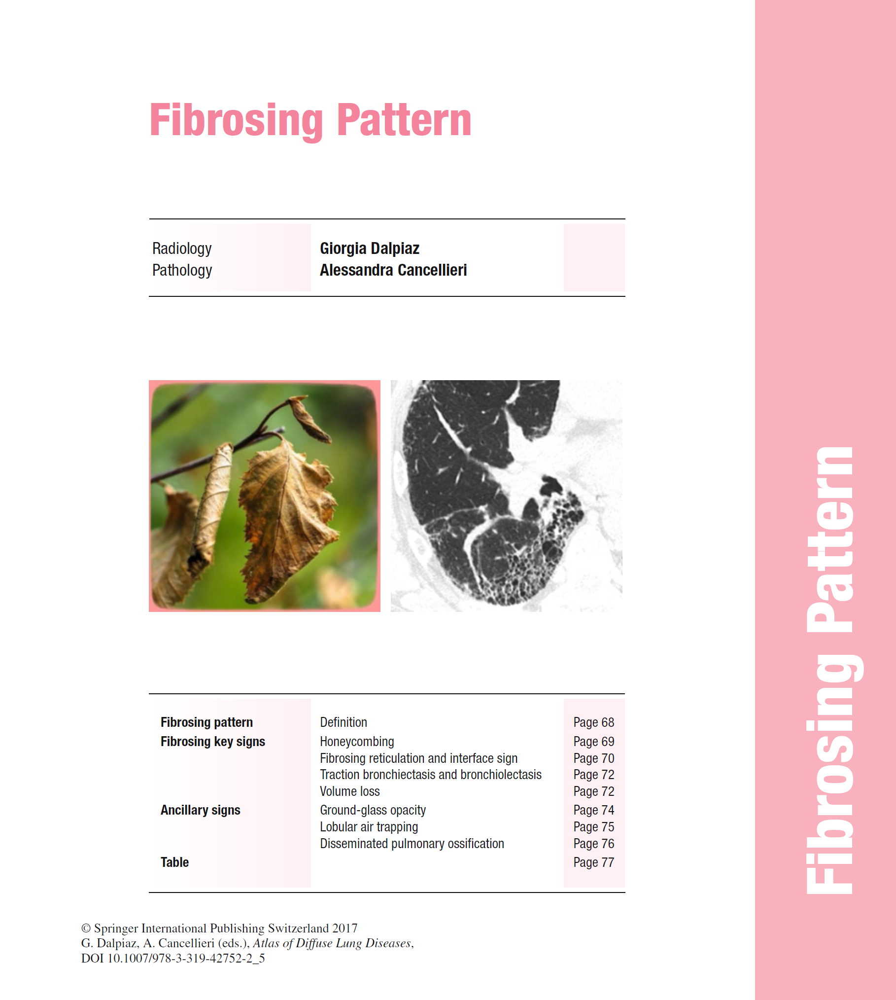 Fibrosing Pattern
Radiology Giorgia Dalpiaz
Pathology Alessandra Cancellieri
Fibrosing pattern Definition Page 68
Fibrosing key signs Honeycombing Page 69
Fibrosing reticulation and interface sign Page 70
Traction bronchiectasis and bronchiolectasis Page 72
Volume loss Page 72
Ancillary signs Ground-glass opacity Page 74
Lobular air trapping Page 75
Disseminated pulmonary ossification Page 76
Table Page 77
© Springer International Publishing Switzerland 2017
G. Dalpiaz, A. Cancellieri (eds.), Atlas of Diffuse Lung Diseases,
DOI 10.1007/978-3-319-42752-2_5
Fibrosing Pattern